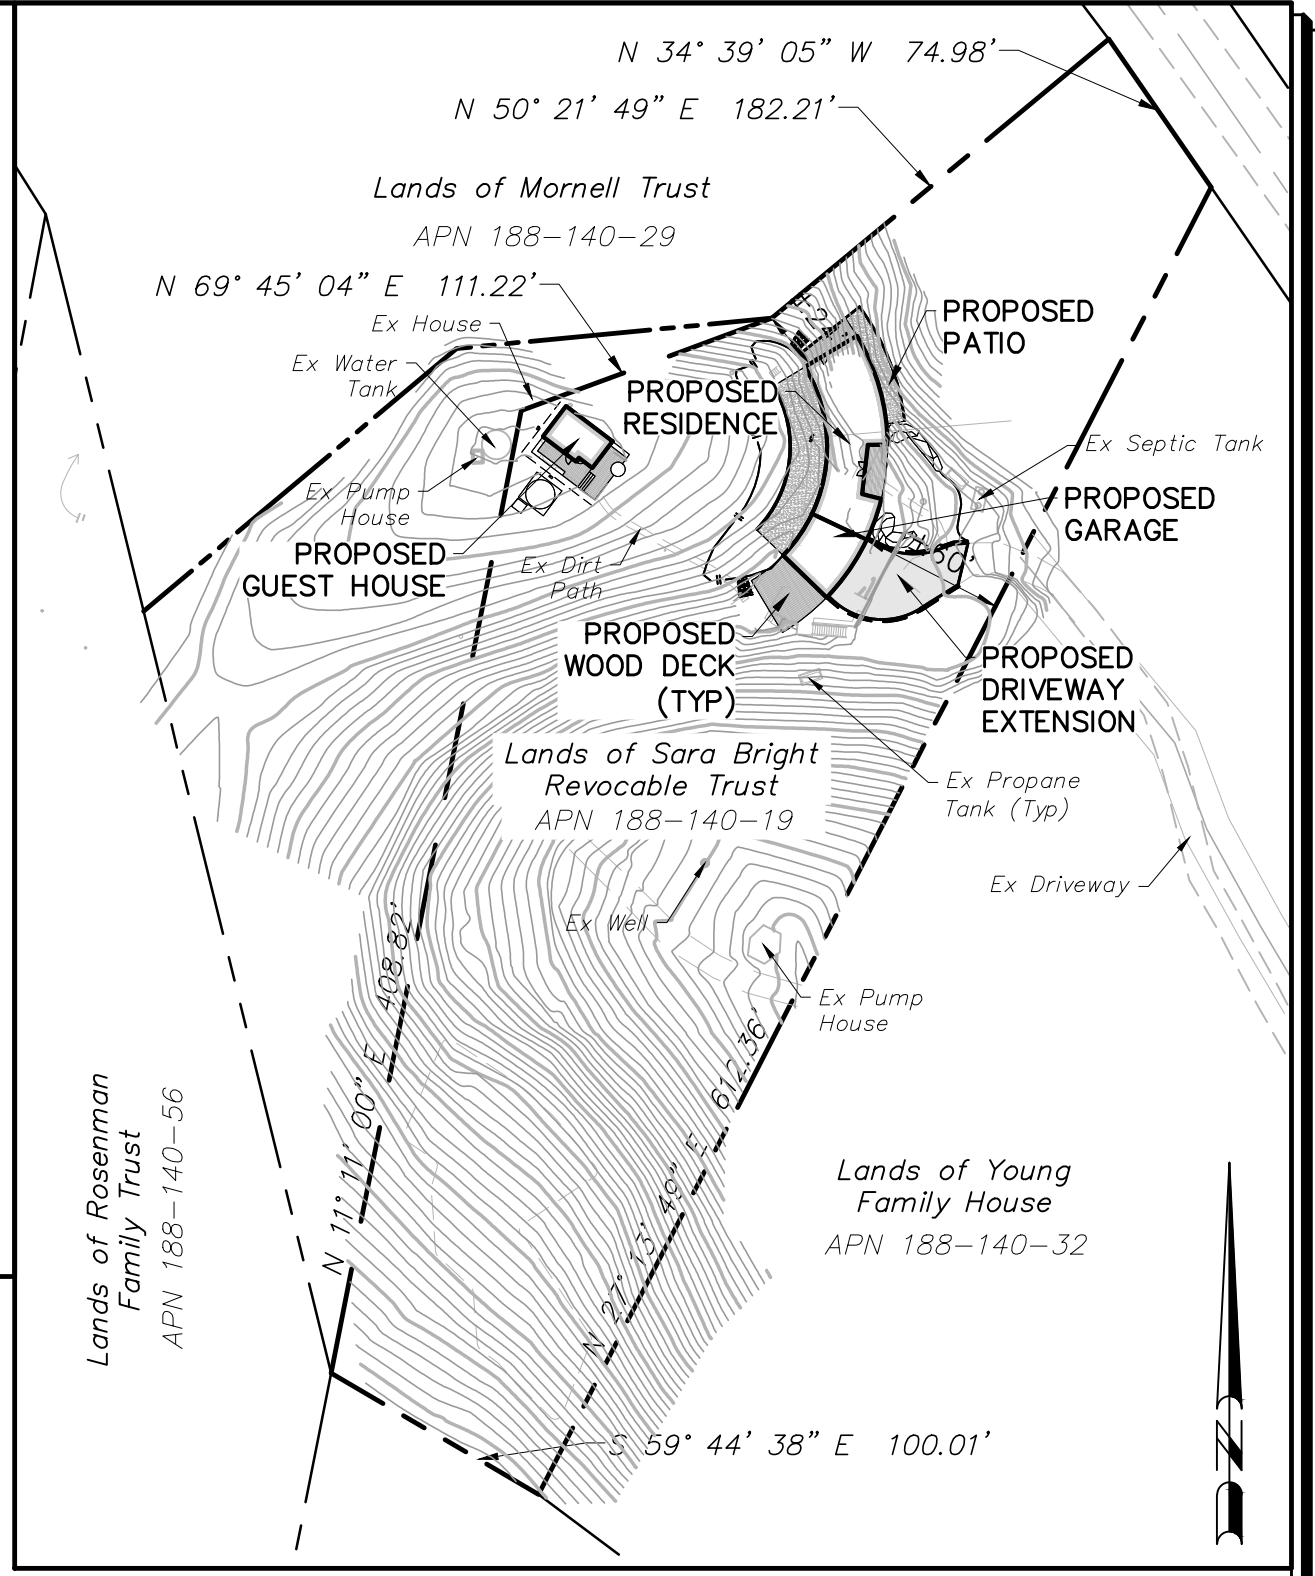 N 34° 39' 05" W 74.98'
N 50° 21' 49" E 182.21'
Lands of Mornell Trust
APN 188-140-29
N 69° 45' 04" E 111.22'
Ex House
Ex Water
Tank
PROPOSED
PATIO
PROPOSED
RESIDENCE
Ex Septic Tank
Ex Pump
House
PROPOSED
GARAGE
PROPOSED
GUEST HOUSE
Ex Dirt
Path
PROPOSED
WOOD DECK
(TYP)
PROPOSED
DRIVEWAY
EXTENSION
Lands of Sara Bright
Revocable Trust
APN 188-140-19
Ex Propane
Tank (Typ)
Ex Driveway
Ex Well
Ex Pump
House
N 11° 11' 00" E 408.82'
N 27° 13' 49" E 612.36'
Lands of Rosenman
Family Trust
APN 188-140-56
Lands of Young
Family House
APN 188-140-32
S 59° 44' 38" E 100.01'
N